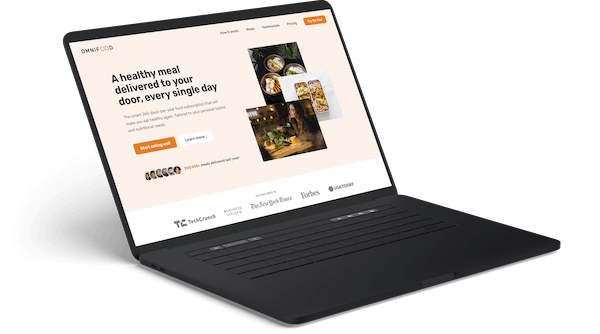 OMNIFOOD
How it works Meals Testimonials Pricing Try for free
A healthy meal
delivered to your
door, every single day
The smart 365-days-per-year food subscription that will
make you eat healthy again. Tailored to your personal tastes
and nutritional needs.
Start eating well Learn more ↓
250,000+ meals delivered last year!
AS FEATURED IN
TechCrunch BUSINESS INSIDER The New York Times Forbes USA TODAY